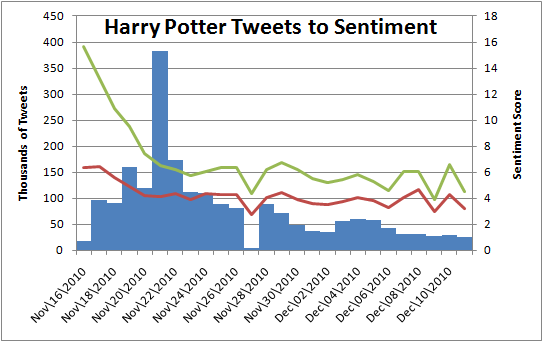 Harry Potter Tweets to Sentiment
Thousands of Tweets
450
400
350
300
250
200
150
100
50
0
18
16
14
12
10
8
6
4
2
0
Sentiment Score
Nov\16\2010
Nov\18\2010
Nov\20\2010
Nov\22\2010
Nov\24\2010
Nov\26\2010
Nov\28\2010
Nov\30\2010
Dec\02\2010
Dec\04\2010
Dec\06\2010
Dec\08\2010
Dec\10\2010